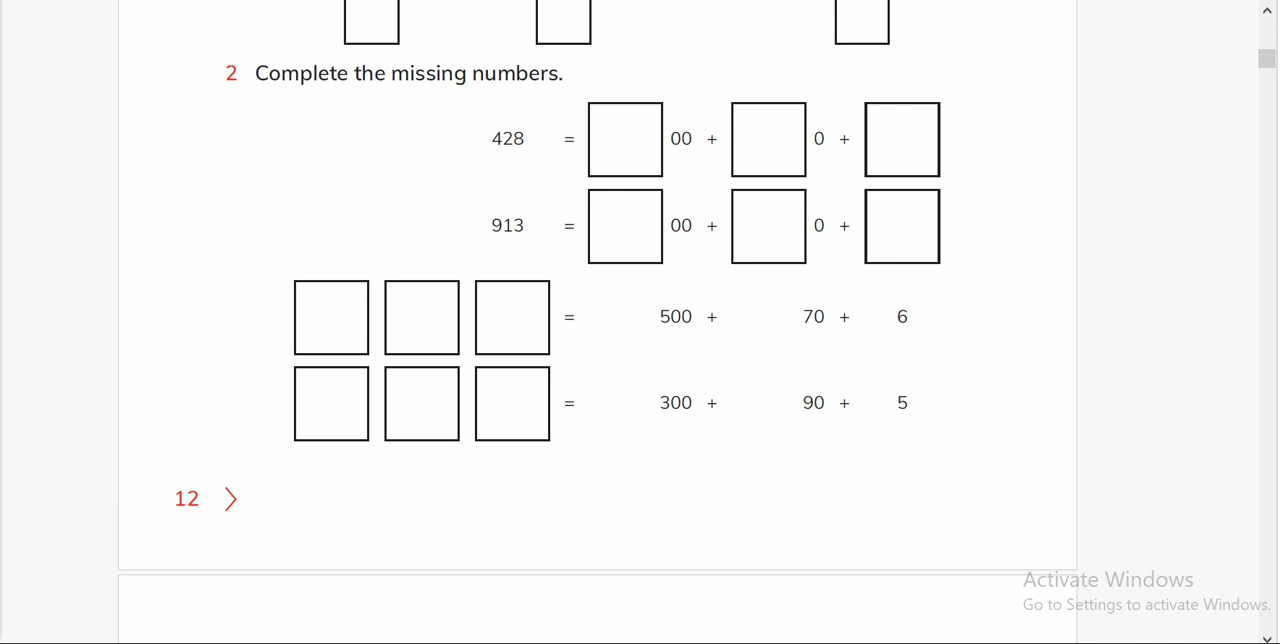 2 Complete the missing numbers.
428 = 00 + 0 +
913 = 00 + 0 +
= 500 + 70 + 6
= 300 + 90 + 5
12
Activate Windows
Go to Settings to activate Windows.